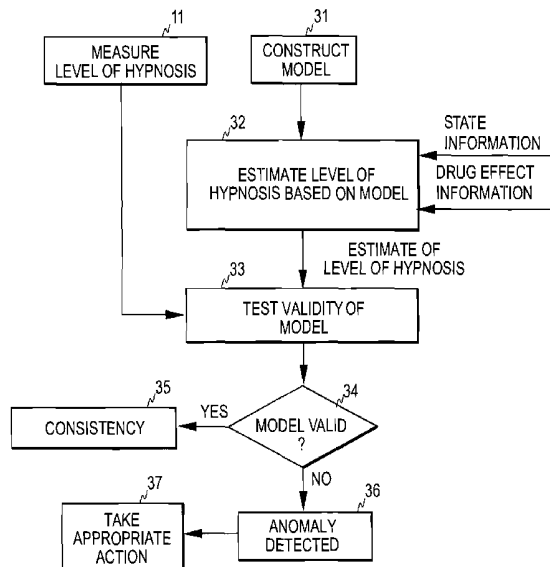 11
MEASURE
LEVEL OF HYPNOSIS
31
CONSTRUCT
MODEL
32
ESTIMATE LEVEL OF
HYPNOSIS BASED ON MODEL
STATE
INFORMATION
DRUG EFFECT
INFORMATION
ESTIMATE OF
LEVEL OF HYPNOSIS
33
TEST VALIDITY OF
MODEL
34
MODEL VALID
?
YES
35
CONSISTENCY
NO
36
ANOMALY
DETECTED
37
TAKE
APPROPRIATE
ACTION